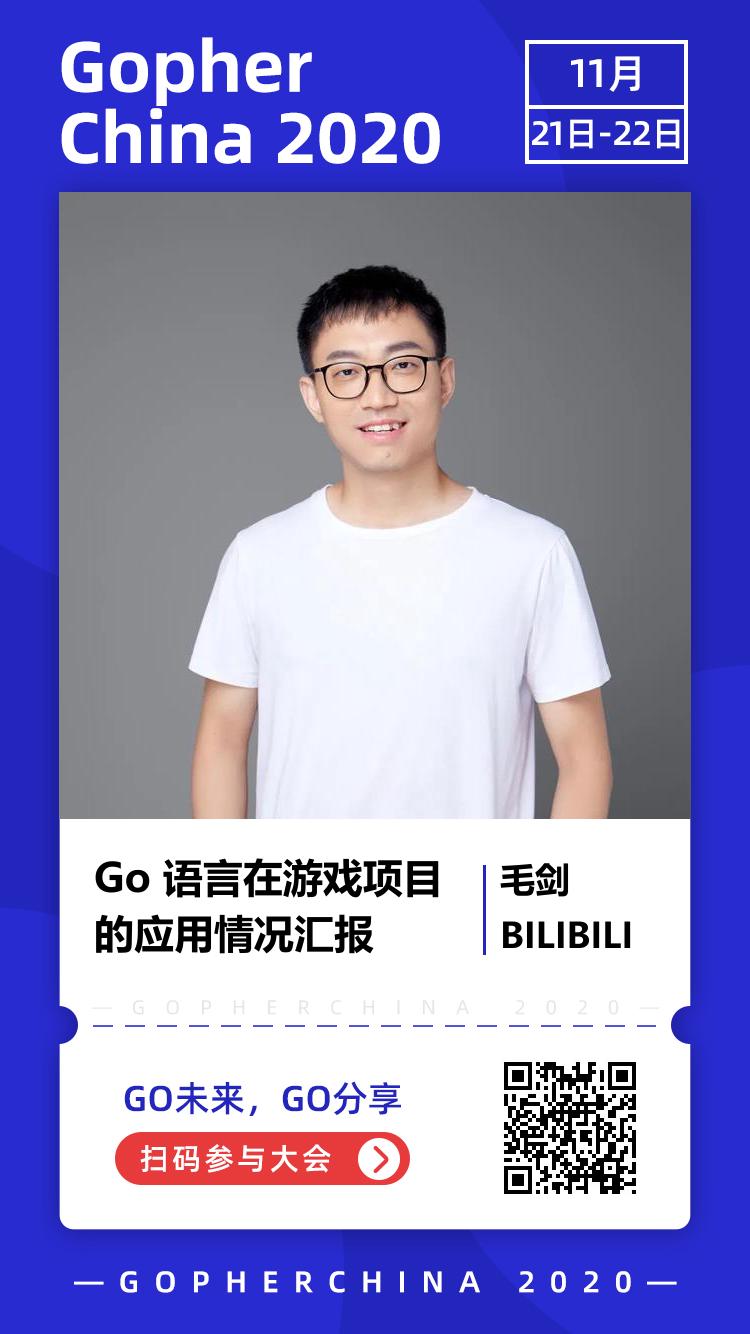 Gopher
China 2020
11月
21日-22日
Go 语言在游戏项目
的应用情况汇报
毛剑
BILIBILI
— GOPHERCHINA 2020 —
GO未来，GO分享
扫码参与大会
— GOPHERCHINA 2020 —